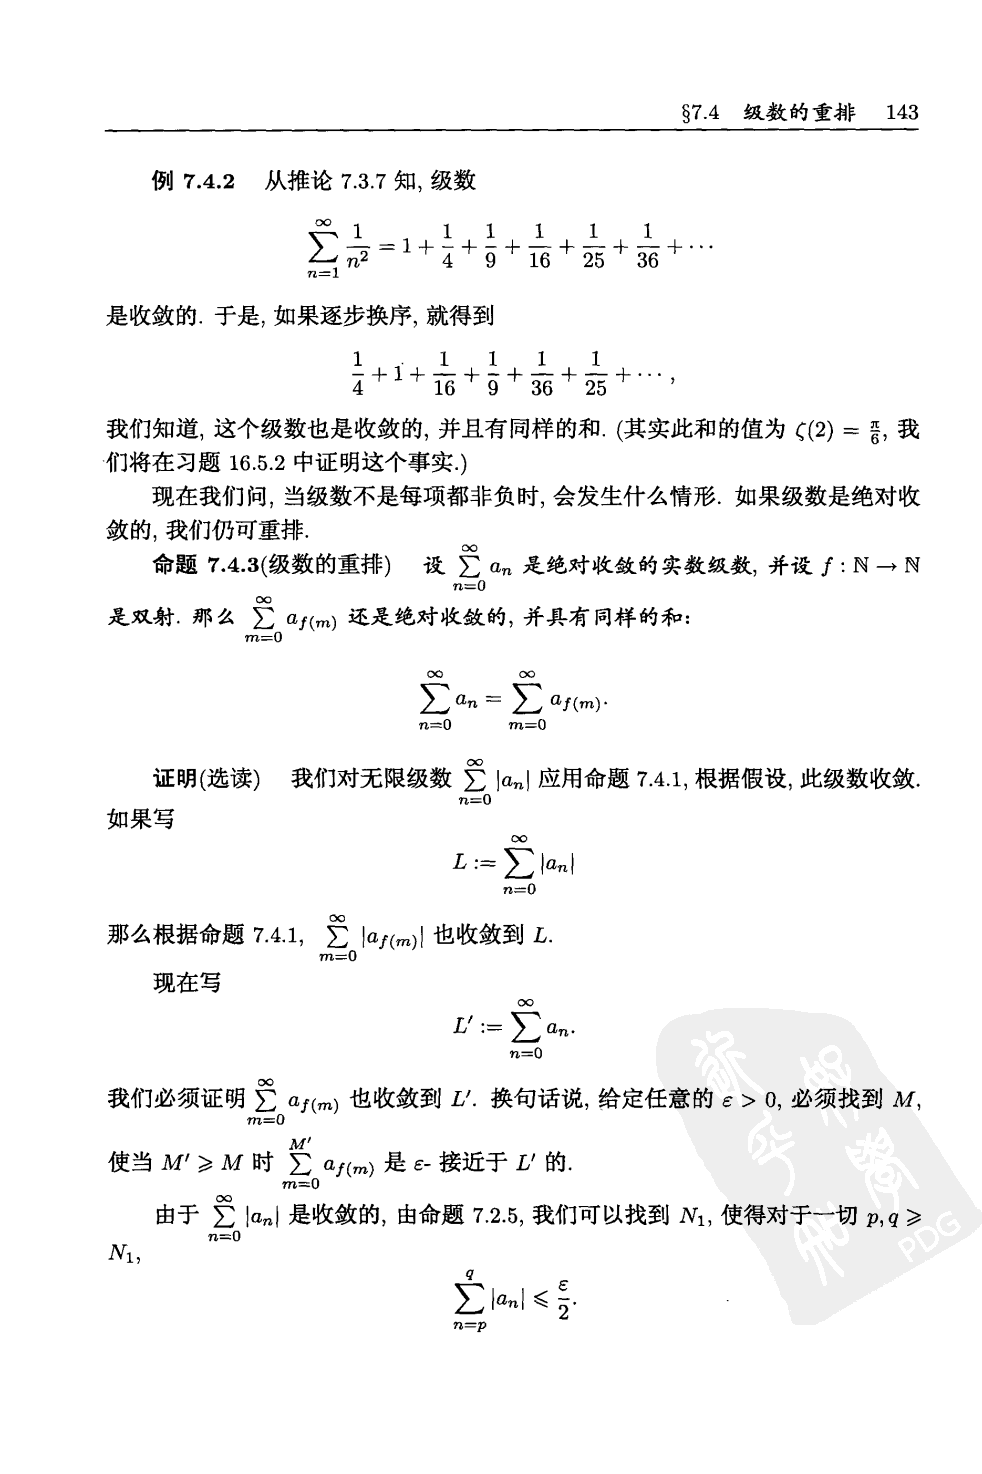 §7.4 级数的重排 143
例 7.4.2 从推论 7.3.7 知, 级数
$$\sum_{n=1}^{\infty} \frac{1}{n^2} = 1 + \frac{1}{4} + \frac{1}{9} + \frac{1}{16} + \frac{1}{25} + \frac{1}{36} + \cdots$$
是收敛的. 于是, 如果逐步换序, 就得到
$$\frac{1}{4} + 1 + \frac{1}{16} + \frac{1}{9} + \frac{1}{36} + \frac{1}{25} + \cdots,$$
我们知道, 这个级数也是收敛的, 并且有同样的和. (其实此和的值为 $\zeta(2) = \frac{\pi}{6}$, 我
们将在习题 16.5.2 中证明这个事实.)
现在我们问, 当级数不是每项都非负时, 会发生什么情形. 如果级数是绝对收
敛的, 我们仍可重排.
命题 7.4.3(级数的重排) 设 $\sum_{n=0}^{\infty} a_n$ 是绝对收敛的实数级数, 并设 $f: \mathbb{N} \to \mathbb{N}$
是双射. 那么 $\sum_{m=0}^{\infty} a_{f(m)}$ 还是绝对收敛的, 并具有同样的和:
$$\sum_{n=0}^{\infty} a_n = \sum_{m=0}^{\infty} a_{f(m)}.$$
证明(选读) 我们对无限级数 $\sum_{n=0}^{\infty} |a_n|$ 应用命题 7.4.1, 根据假设, 此级数收敛.
如果写
$$L := \sum_{n=0}^{\infty} |a_n|$$
那么根据命题 7.4.1, $\sum_{m=0}^{\infty} |a_{f(m)}|$ 也收敛到 $L$.
现在写
$$L' := \sum_{n=0}^{\infty} a_n.$$
我们必须证明 $\sum_{m=0}^{\infty} a_{f(m)}$ 也收敛到 $L'$. 换句话说, 给定任意的 $\varepsilon > 0$, 必须找到 $M$,
使当 $M' \geqslant M$ 时 $\sum_{m=0}^{M'} a_{f(m)}$ 是 $\varepsilon$- 接近于 $L'$ 的.
由于 $\sum_{n=0}^{\infty} |a_n|$ 是收敛的, 由命题 7.2.5, 我们可以找到 $N_1$, 使得对于一切 $p, q \geqslant$
$N_1$,
$$\sum_{n=p}^{q} |a_n| \leqslant \frac{\varepsilon}{2}.$$
PDG